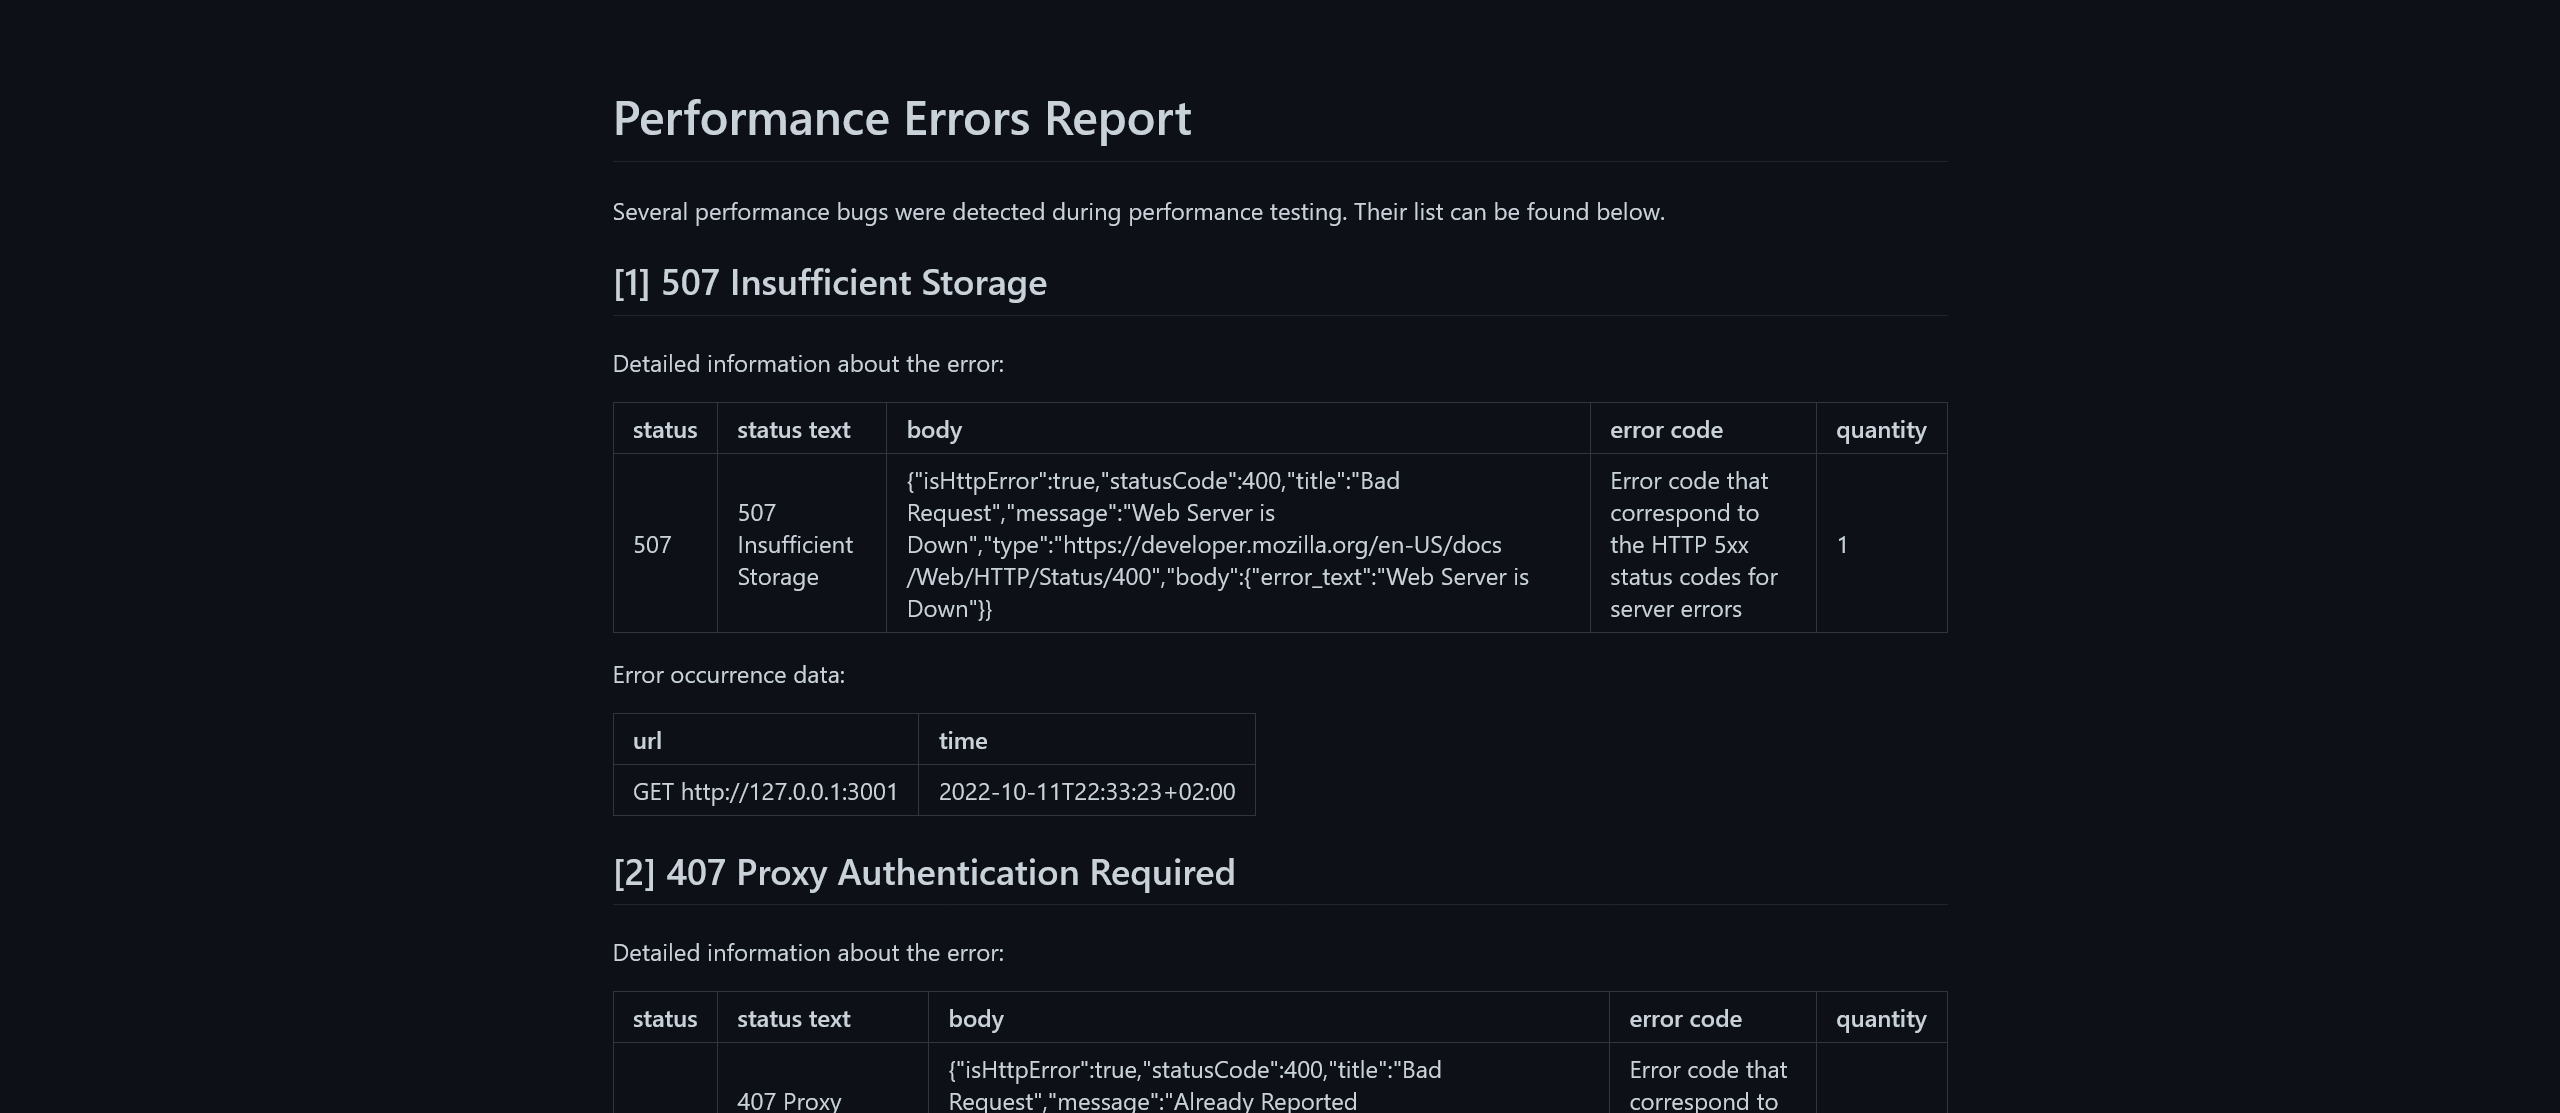 Performance Errors Report
Several performance bugs were detected during performance testing. Their list can be found below.
[1] 507 Insufficient Storage
Detailed information about the error:
status
status text
body
error code
quantity
507
507
Insufficient
Storage
{"isHttpError":true,"statusCode":400,"title":"Bad
Request","message":"Web Server is
Down","type":"https://developer.mozilla.org/en-US/docs
/Web/HTTP/Status/400","body":{"error_text":"Web Server is
Down"}}
Error code that
correspond to
the HTTP 5xx
status codes for
server errors
1
Error occurrence data:
url
time
GET http://127.0.0.1:3001
2022-10-11T22:33:23+02:00
[2] 407 Proxy Authentication Required
Detailed information about the error:
status
status text
body
error code
quantity
407 Proxy
{"isHttpError":true,"statusCode":400,"title":"Bad
Request","message":"Already Reported
Error code that
correspond to